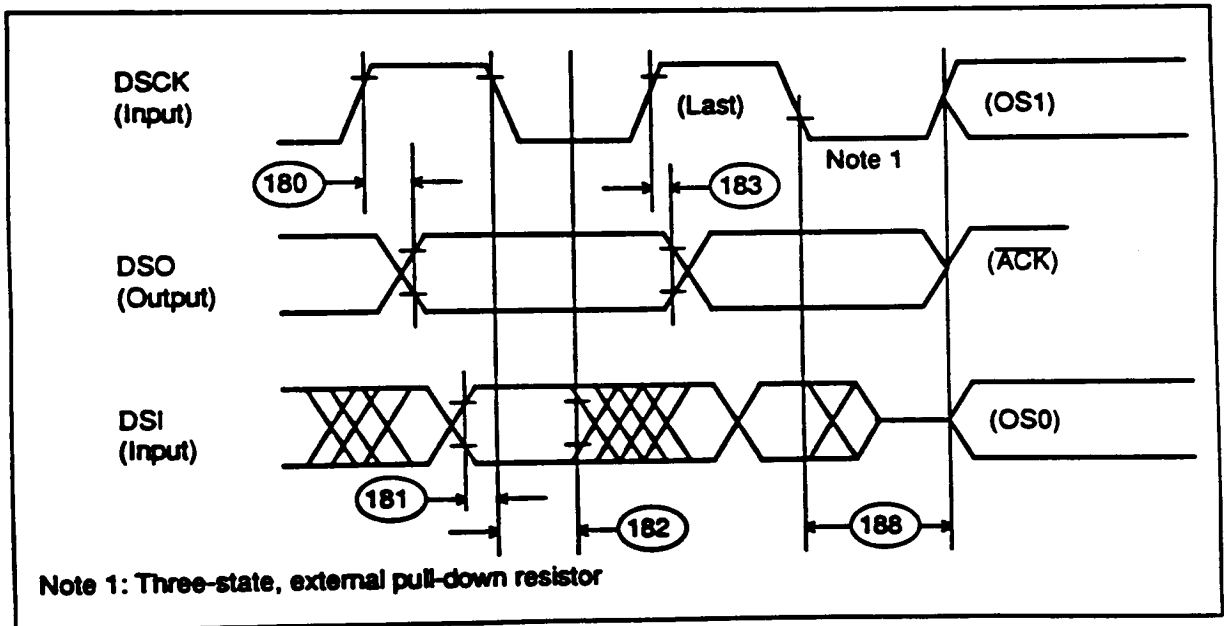 DSCK
(Input)
(Last)
(OS1)
Note 1
180
183
DSO
(Output)
(ACK)
DSI
(Input)
(OS0)
181
182
188
Note 1: Three-state, external pull-down resistor